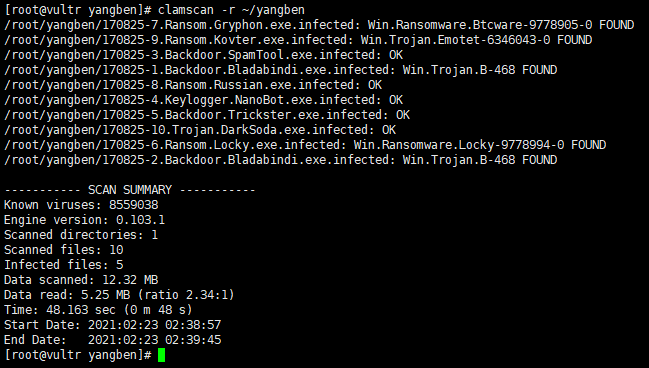 [root@vultr yangben]# clamscan -r ~/yangben
/root/yangben/170825-7.Ransom.Gryphon.exe.infected: Win.Ransomware.Btcware-9778905-0 FOUND
/root/yangben/170825-9.Ransom.Kovter.exe.infected: Win.Trojan.Emotet-6346043-0 FOUND
/root/yangben/170825-3.Backdoor.SpamTool.exe.infected: OK
/root/yangben/170825-1.Backdoor.Bladabindi.exe.infected: Win.Trojan.B-468 FOUND
/root/yangben/170825-8.Ransom.Russian.exe.infected: OK
/root/yangben/170825-4.Keylogger.NanoBot.exe.infected: OK
/root/yangben/170825-5.Backdoor.Trickster.exe.infected: OK
/root/yangben/170825-10.Trojan.DarkSoda.exe.infected: OK
/root/yangben/170825-6.Ransom.Locky.exe.infected: Win.Ransomware.Locky-9778994-0 FOUND
/root/yangben/170825-2.Backdoor.Bladabindi.exe.infected: Win.Trojan.B-468 FOUND
----------- SCAN SUMMARY -----------
Known viruses: 8559038
Engine version: 0.103.1
Scanned directories: 1
Scanned files: 10
Infected files: 5
Data scanned: 12.32 MB
Data read: 5.25 MB (ratio 2.34:1)
Time: 48.163 sec (0 m 48 s)
Start Date: 2021:02:23 02:38:57
End Date:   2021:02:23 02:39:45
[root@vultr yangben]#